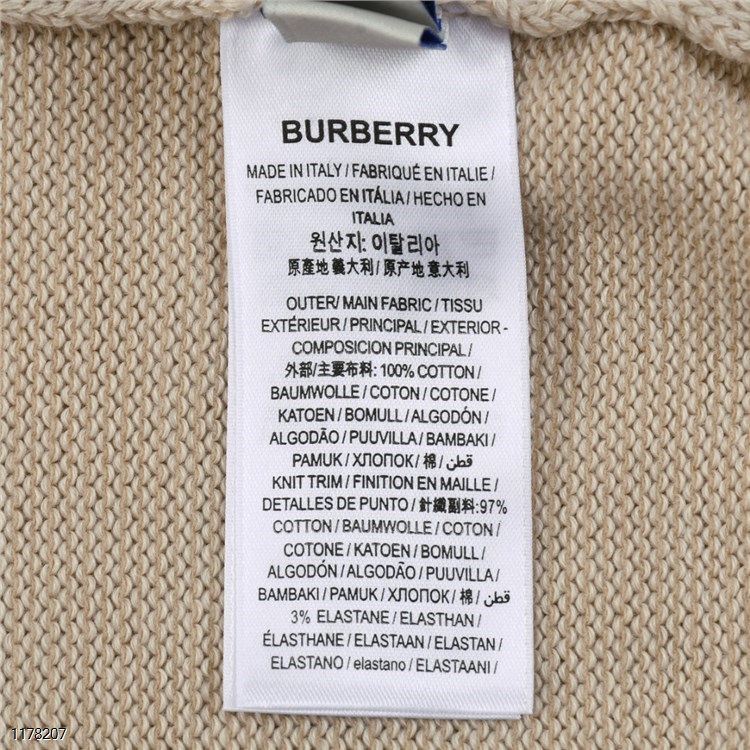 BURBERRY
MADE IN ITALY / FABRIQUÉ EN ITALIE /
FABRICADO EN ITÁLIA / HECHO EN
ITALIA
원산지: 이탈리아
原產地 義大利 / 原产地 意大利
OUTER/ MAIN FABRIC / TISSU
EXTÉRIEUR / PRINCIPAL / EXTERIOR -
COMPOSICION PRINCIPAL /
外部/主要布料: 100% COTTON /
BAUMWOLLE / COTON / COTONE /
KATOEN / BOMULL / ALGODÓN /
ALGODÃO / PUUVILLA / BAMBAKI /
PAMUK / ХЛОПОК / 棉 / قطن
KNIT TRIM / FINITION EN MAILLE /
DETALLES DE PUNTO / 針織副料:97%
COTTON / BAUMWOLLE / COTON /
COTONE / KATOEN / BOMULL /
ALGODÓN / ALGODÃO / PUUVILLA /
BAMBAKI / PAMUK / ХЛОПОК / 棉 / قطن
3% ELASTANE / ELASTHAN /
ÉLASTHANE / ELASTAAN / ELASTAN /
ELASTANO / elastano / ELASTAANI /
1178207